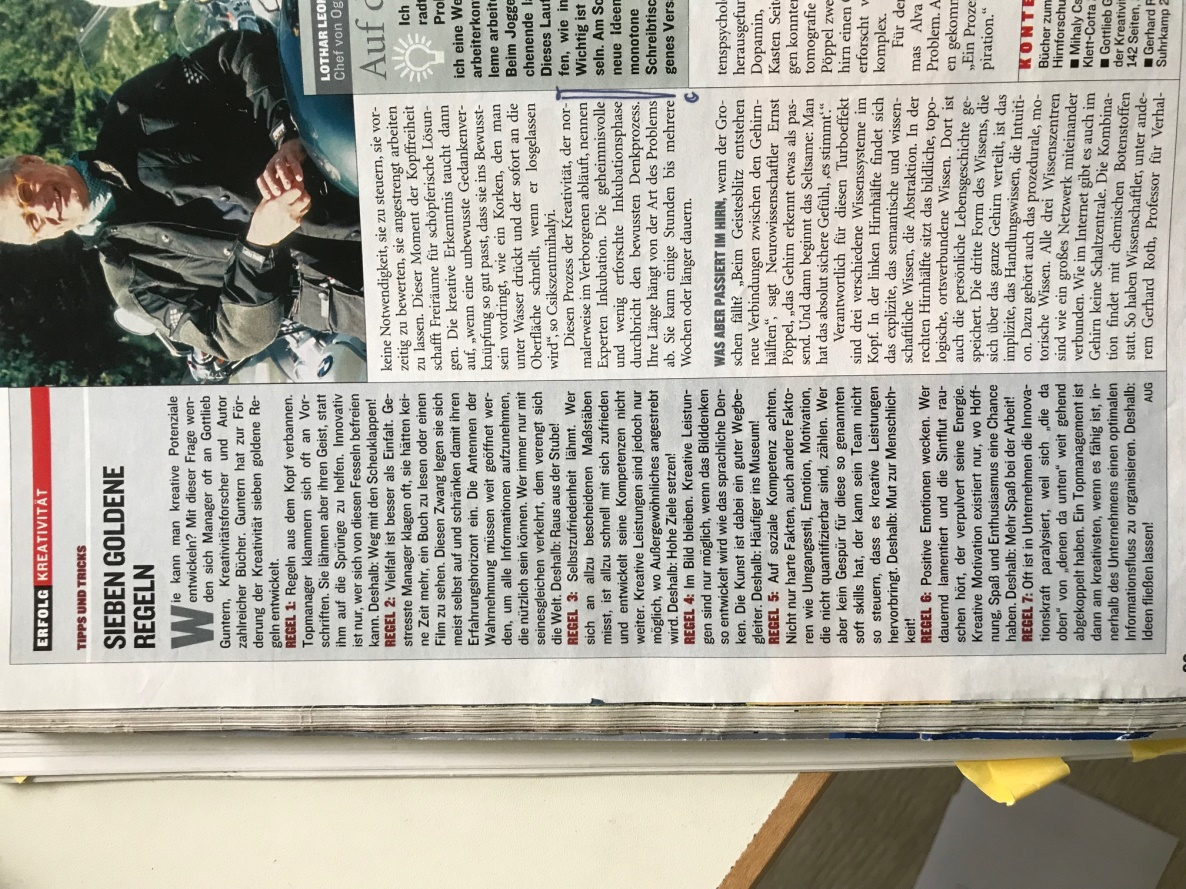 ERFOLG KREATIVITÄT
TIPPS UND TRICKS
SIEBEN GOLDENE
REGELN
Wie kann man kreative Potenziale
entwickeln? Mit dieser Frage wen-
den sich Manager oft an Gottlieb
Guntern, Kreativitätsforscher und Autor
zahlreicher Bücher. Guntern hat zur För-
derung der Kreativität sieben goldene Re-
geln entwickelt.
REGEL 1: Regeln aus dem Kopf verbannen.
Topmanager klammern sich oft an Vor-
schriften. Sie lähmen aber ihren Geist, statt
ihm auf die Sprünge zu helfen. Innovativ
ist nur, wer sich von diesen Fesseln befreien
kann. Deshalb: Weg mit den Scheuklappen!
REGEL 2: Vielfalt ist besser als Einfalt. Ge-
stresste Manager klagen oft, sie hätten kei-
ne Zeit mehr, ein Buch zu lesen oder einen
Film zu sehen. Diesen Zwang legen sie sich
meist selbst auf und schränken damit ihren
Erfahrungshorizont ein. Die Antennen der
Wahrnehmung müssen weit geöffnet wer-
den, um alle Informationen aufzunehmen,
die nützlich sein können. Wer immer nur mit
seinesgleichen verkehrt, dem verengt sich
die Welt. Deshalb: Raus aus der Stube!
REGEL 3: Selbstzufriedenheit lähmt. Wer
sich an allzu bescheidenen Maßstäben
misst, ist allzu schnell mit sich zufrieden
und entwickelt seine Kompetenzen nicht
weiter. Kreative Leistungen sind jedoch nur
möglich, wo Außergewöhnliches angestrebt
wird. Deshalb: Hohe Ziele setzen!
REGEL 4: Im Bild bleiben. Kreative Leistun-
gen sind nur möglich, wenn das Bilddenken
so entwickelt wird wie das sprachliche Den-
ken. Die Kunst ist dabei ein guter Wegbe-
gleiter. Deshalb: Häufiger ins Museum!
REGEL 5: Auf soziale Kompetenz achten.
Nicht nur harte Fakten, auch andere Fakto-
ren wie Umgangsstil, Emotion, Motivation,
die nicht quantifizierbar sind, zählen. Wer
aber kein Gespür für diese so genannten
soft skills hat, der kann sein Team nicht
so steuern, dass es kreative Leistungen
hervorbringt. Deshalb: Mut zur Menschlich-
keit!
REGEL 6: Positive Emotionen wecken. Wer
dauernd lamentiert und die Sintflut rau-
schen hört, der verpulvert seine Energie.
Kreative Motivation existiert nur, wo Hoff-
nung, Spaß und Enthusiasmus eine Chance
haben. Deshalb: Mehr Spaß bei der Arbeit!
REGEL 7: Oft ist in Unternehmen die Innova-
tionskraft paralysiert, weil sich „die da
oben“ von „denen da unten“ weit gehend
abgekoppelt haben. Ein Topmanagement ist
dann am kreativsten, wenn es fähig ist, in-
nerhalb des Unternehmens einen optimalen
Informationsfluss zu organisieren. Deshalb:
Ideen fließen lassen! AUG
keine Notwendigkeit, sie zu steuern, sie vor-
zeitig zu bewerten, sie angestrengt arbeiten
zu lassen. Dieser Moment der Kopffreiheit
schafft Freiräume für schöpferische Lösun-
gen. Die kreative Erkenntnis taucht dann
auf, „wenn eine unbewusste Gedankenver-
knüpfung so gut passt, dass sie ins Bewusst-
sein vordringt, wie ein Korken, den man
unter Wasser drückt und der sofort an die
Oberfläche schnellt, wenn er losgelassen
wird“, so Csikszentmihalyi.
Diesen Prozess der Kreativität, der nor-
malerweise im Verborgenen abläuft, nennen
Experten Inkubation. Die geheimnisvolle
und wenig erforschte Inkubationsphase
durchbricht den bewussten Denkprozess.
Ihre Länge hängt von der Art des Problems
ab. Sie kann einige Stunden bis mehrere
Wochen oder länger dauern.
WAS ABER PASSIERT IM HIRN, wenn der Gro-
schen fällt? „Beim Geistesblitz entstehen
neue Verbindungen zwischen den Gehirn-
hälften“, sagt Neurowissenschaftler Ernst
Pöppel, „das Gehirn erkennt etwas als pas-
send. Und dann beginnt das Seltsame: Man
hat das absolut sichere Gefühl, ‚es stimmt‘.“
Verantwortlich für diesen Turboeffekt
sind drei verschiedene Wissenssysteme im
Kopf. In der linken Hirnhälfte findet sich
das explizite, das semantische und wissen-
schaftliche Wissen, die Abstraktion. In der
rechten Hirnhälfte sitzt das bildliche, topo-
logische, ortsverbundene Wissen. Dort ist
auch die persönliche Lebensgeschichte ge-
speichert. Die dritte Form des Wissens, die
sich über das ganze Gehirn verteilt, ist das
implizite, das Handlungswissen, die Intuiti-
on. Dazu gehört auch das prozedurale, mo-
torische Wissen. Alle drei Wissenszentren
sind wie ein großes Netzwerk miteinander
verbunden. Wie im Internet gibt es auch im
Gehirn keine Schaltzentrale. Die Kombina-
tion findet mit chemischen Botenstoffen
statt. So haben Wissenschaftler, unter ande-
rem Gerhard Roth, Professor für Verhal-
LOTHAR LEON
Chef von Og
Auf d
Ich
radt
Prob
ich eine We
arbeiterkon
Beim Jogge
chenende la
Dieses Lauf
fen, wie in
Wichtig ist
sein. Am Sc
neue Ideen
monotone
Schreibtisc
genes Vers
tenspsychol
herausgefun
Dopamin,
Kasten Seite
gen konnten
tomografie
Pöppel zwe
hirn einen
erforscht w
komplex.
Für den
mas Alva
Problem. A
en gekomm
„Ein Proze
piration.“
KONTE
Bücher zum
Hirnforschu
■ Mihaly Cs
Klett-Cotta
■ Gottlieb G
der Kreativi
142 Seiten,
■ Gerhard R
Suhrkamp 2